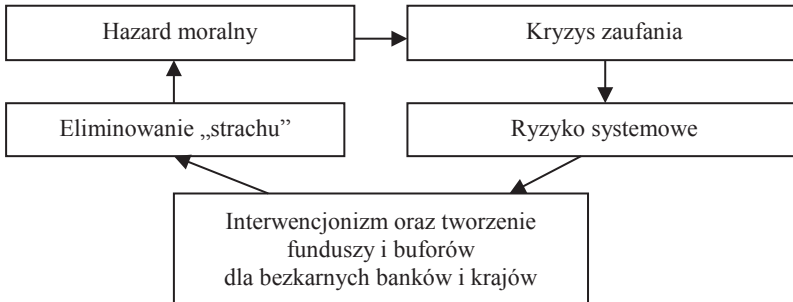 Hazard moralny
Kryzys zaufania
Eliminowanie „strachu”
Ryzyko systemowe
Interwencjonizm oraz tworzenie
funduszy i buforów
dla bezkarnych banków i krajów